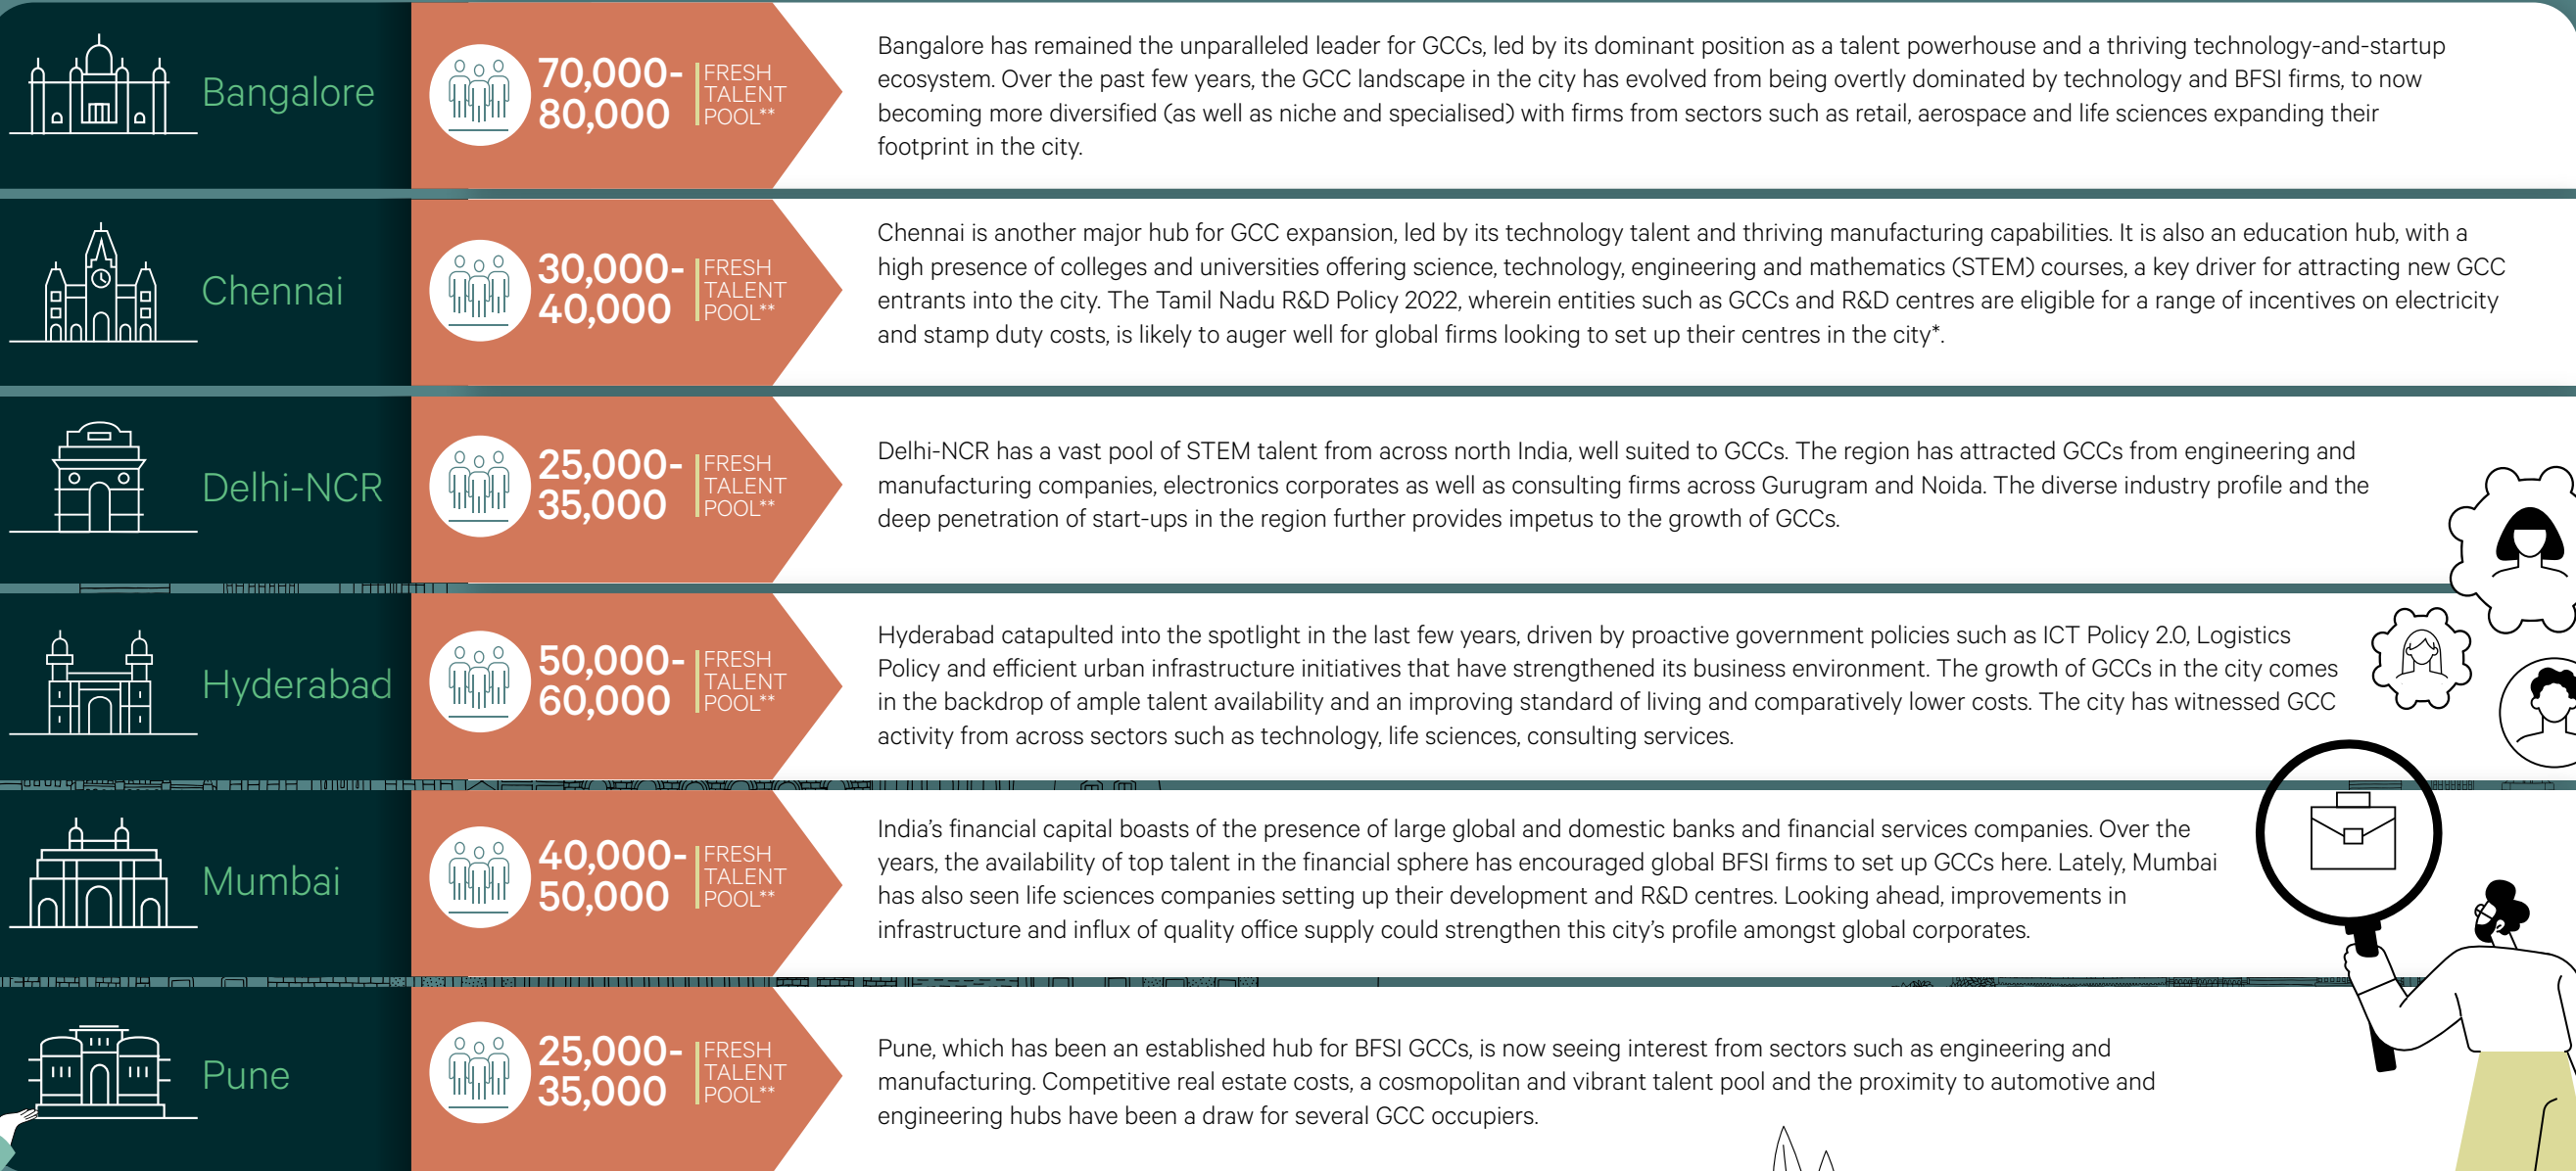 Bangalore
70,000-
80,000
FRESH
TALENT
POOL**
Bangalore has remained the unparalleled leader for GCCs, led by its dominant position as a talent powerhouse and a thriving technology-and-startup
ecosystem. Over the past few years, the GCC landscape in the city has evolved from being overtly dominated by technology and BFSI firms, to now
becoming more diversified (as well as niche and specialised) with firms from sectors such as retail, aerospace and life sciences expanding their
footprint in the city.
Chennai
30,000-
40,000
FRESH
TALENT
POOL**
Chennai is another major hub for GCC expansion, led by its technology talent and thriving manufacturing capabilities. It is also an education hub, with a
high presence of colleges and universities offering science, technology, engineering and mathematics (STEM) courses, a key driver for attracting new GCC
entrants into the city. The Tamil Nadu R&D Policy 2022, wherein entities such as GCCs and R&D centres are eligible for a range of incentives on electricity
and stamp duty costs, is likely to auger well for global firms looking to set up their centres in the city*.
Delhi-NCR
25,000-
35,000
FRESH
TALENT
POOL**
Delhi-NCR has a vast pool of STEM talent from across north India, well suited to GCCs. The region has attracted GCCs from engineering and
manufacturing companies, electronics corporates as well as consulting firms across Gurugram and Noida. The diverse industry profile and the
deep penetration of start-ups in the region further provides impetus to the growth of GCCs.
Hyderabad
50,000-
60,000
FRESH
TALENT
POOL**
Hyderabad catapulted into the spotlight in the last few years, driven by proactive government policies such as ICT Policy 2.0, Logistics
Policy and efficient urban infrastructure initiatives that have strengthened its business environment. The growth of GCCs in the city comes
in the backdrop of ample talent availability and an improving standard of living and comparatively lower costs. The city has witnessed GCC
activity from across sectors such as technology, life sciences, consulting services.
Mumbai
40,000-
50,000
FRESH
TALENT
POOL**
India’s financial capital boasts of the presence of large global and domestic banks and financial services companies. Over the
years, the availability of top talent in the financial sphere has encouraged global BFSI firms to set up GCCs here. Lately, Mumbai
has also seen life sciences companies setting up their development and R&D centres. Looking ahead, improvements in
infrastructure and influx of quality office supply could strengthen this city’s profile amongst global corporates.
Pune
25,000-
35,000
FRESH
TALENT
POOL**
Pune, which has been an established hub for BFSI GCCs, is now seeing interest from sectors such as engineering and
manufacturing. Competitive real estate costs, a cosmopolitan and vibrant talent pool and the proximity to automotive and
engineering hubs have been a draw for several GCC occupiers.